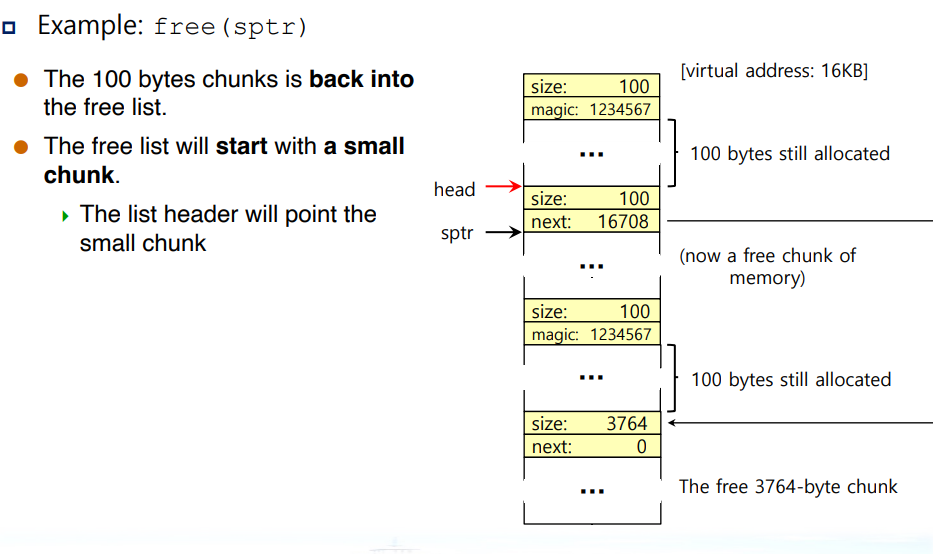 Example: free(sptr)
The 100 bytes chunks is back into
the free list.
The free list will start with a small
chunk.
The list header will point the
small chunk
[virtual address: 16KB]
size: 100
magic: 1234567
...
100 bytes still allocated
head
size: 100
next: 16708
sptr
...
(now a free chunk of
memory)
size: 100
magic: 1234567
...
100 bytes still allocated
size: 3764
next: 0
...
The free 3764-byte chunk